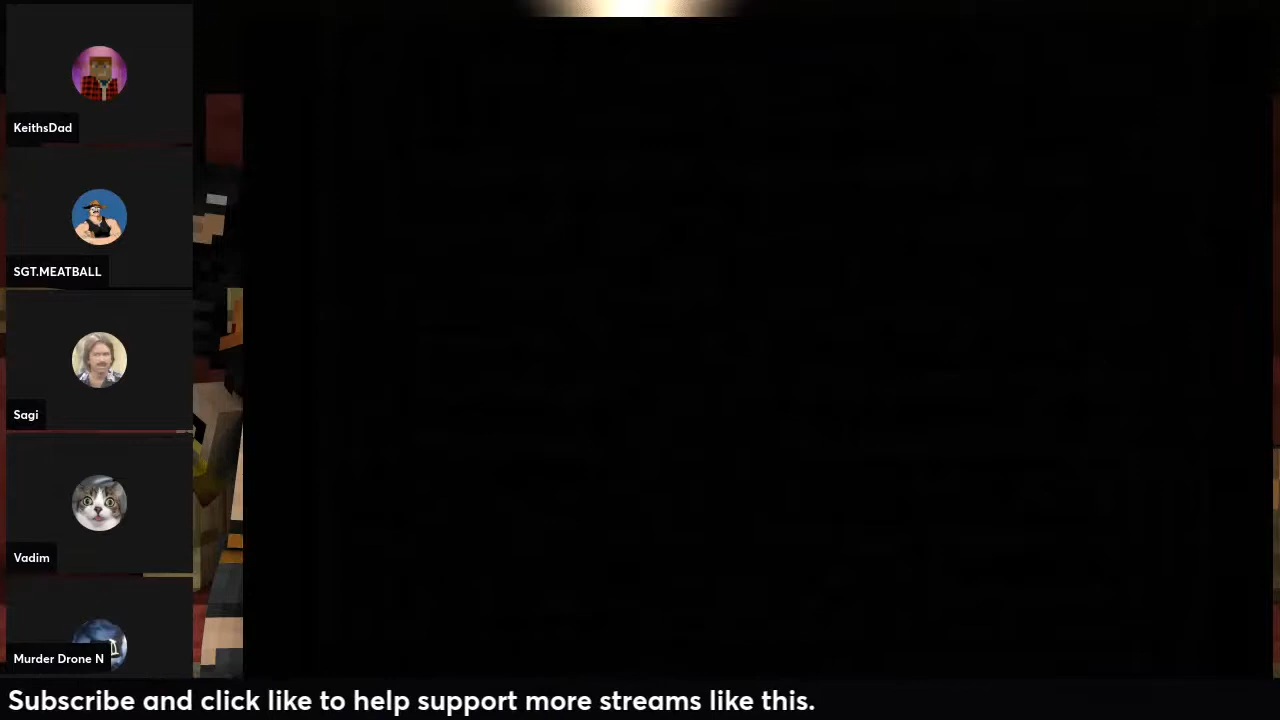 KeithsDad
SGT.MEATBALL
Sagi
Vadim
Murder Drone N
Subscribe and click like to help support more streams like this.